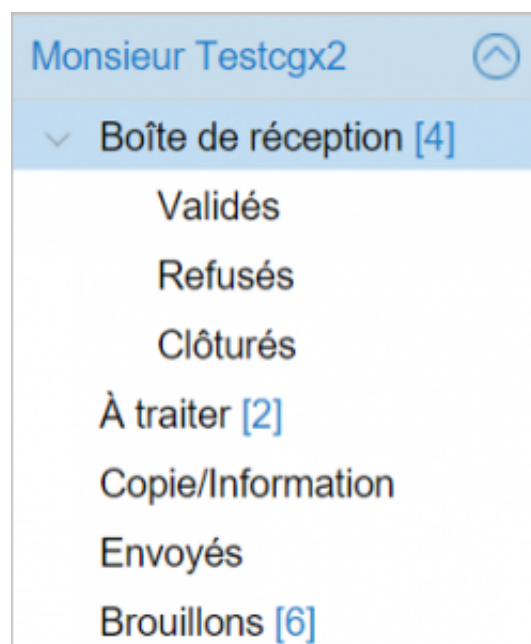 Monsieur Testcgx2
Boîte de réception [4]
Validés
Refusés
Clôturés
À traiter [2]
Copie/Information
Envoyés
Brouillons [6]